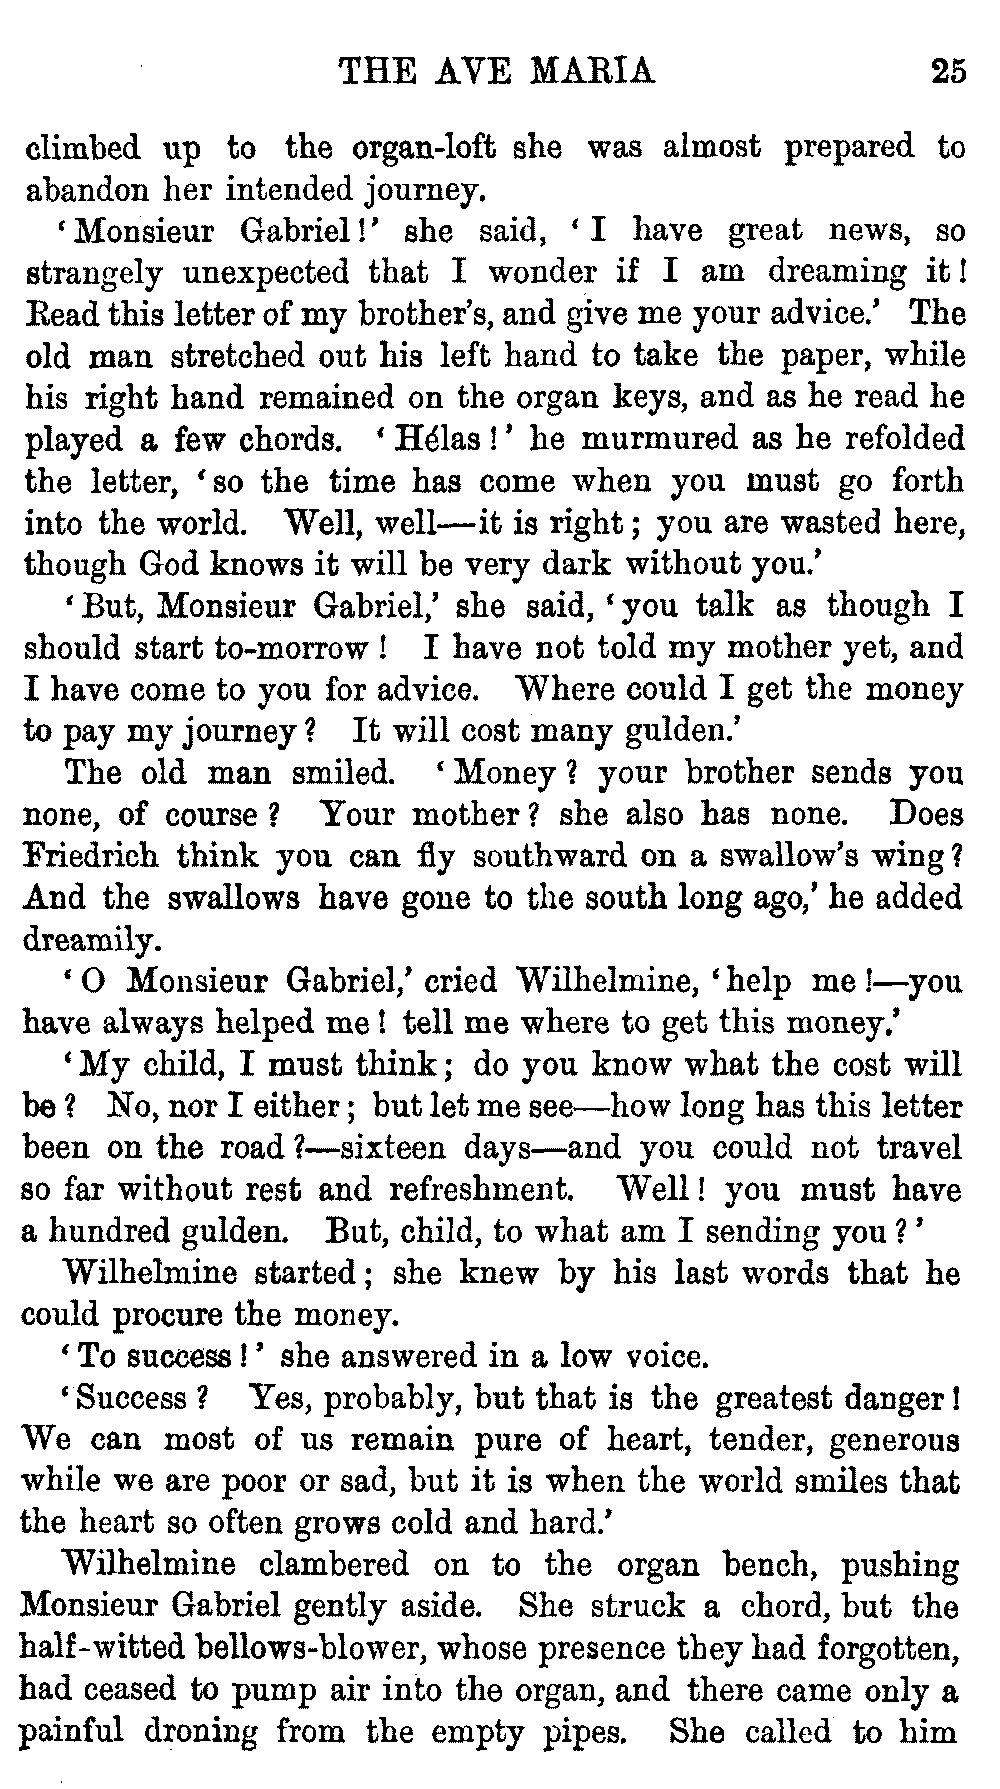 THE AVE MARIA 25
climbed up to the organ-loft she was almost prepared to
abandon her intended journey.
‘Monsieur Gabriel!’ she said, ‘I have great news, so
strangely unexpected that I wonder if I am dreaming it!
Read this letter of my brother’s, and give me your advice.’ The
old man stretched out his left hand to take the paper, while
his right hand remained on the organ keys, and as he read he
played a few chords. ‘Hélas!’ he murmured as he refolded
the letter, ‘so the time has come when you must go forth
into the world. Well, well—it is right; you are wasted here,
though God knows it will be very dark without you.’
‘But, Monsieur Gabriel,’ she said, ‘you talk as though I
should start to-morrow! I have not told my mother yet, and
I have come to you for advice. Where could I get the money
to pay my journey? It will cost many gulden.’
The old man smiled. ‘Money? your brother sends you
none, of course? Your mother? she also has none. Does
Friedrich think you can fly southward on a swallow’s wing?
And the swallows have gone to the south long ago,’ he added
dreamily.
‘O Monsieur Gabriel,’ cried Wilhelmine, ‘help me!—you
have always helped me! tell me where to get this money.’
‘My child, I must think; do you know what the cost will
be? No, nor I either; but let me see—how long has this letter
been on the road?—sixteen days—and you could not travel
so far without rest and refreshment. Well! you must have
a hundred gulden. But, child, to what am I sending you?’
Wilhelmine started; she knew by his last words that he
could procure the money.
‘To success!’ she answered in a low voice.
‘Success? Yes, probably, but that is the greatest danger!
We can most of us remain pure of heart, tender, generous
while we are poor or sad, but it is when the world smiles that
the heart so often grows cold and hard.’
Wilhelmine clambered on to the organ bench, pushing
Monsieur Gabriel gently aside. She struck a chord, but the
half-witted bellows-blower, whose presence they had forgotten,
had ceased to pump air into the organ, and there came only a
painful droning from the empty pipes. She called to him